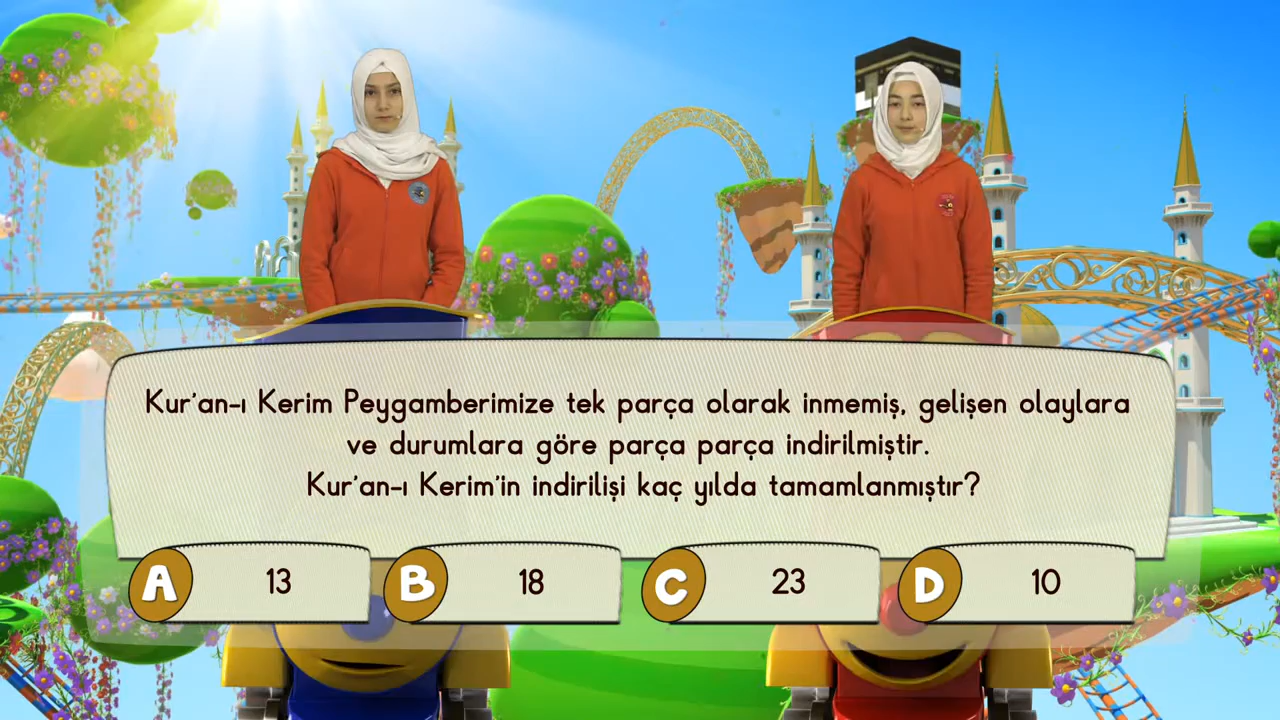 Kur'an-ı Kerim Peygamberimize tek parça olarak inmemiş, gelişen olaylara
ve durumlara göre parça parça indirilmiştir.
Kur'an-ı Kerim'in indirilişi kaç yılda tamamlanmıştır?
A 13
B 18
C 23
D 10